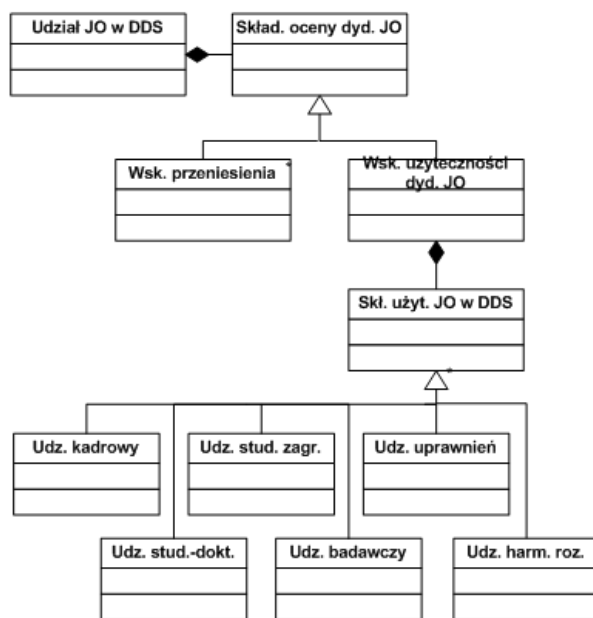 Udział JO w DDS
Skład. oceny dyd. JO
Wsk. przeniesienia
*
Wsk. użyteczności
dyd. JO
Skł. użyt. JO w DDS
*
Udz. kadrowy
Udz. stud. zagr.
Udz. uprawnień
Udz. stud.-dokt.
Udz. badawczy
Udz. harm. roz.